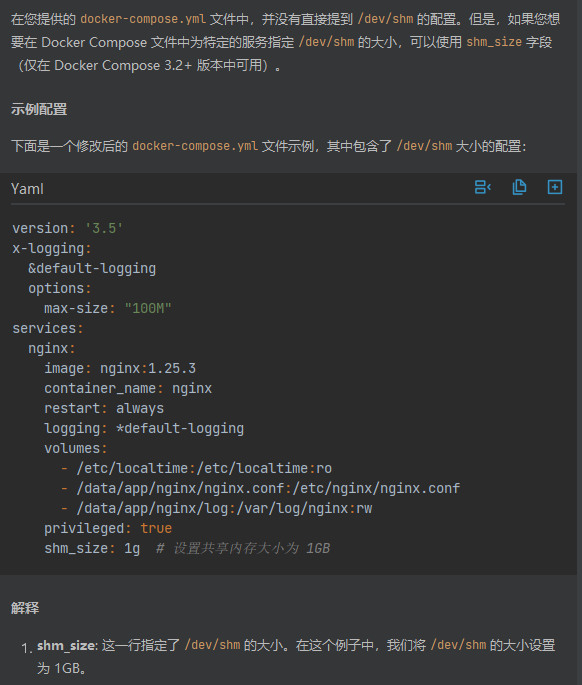 在您提供的 docker-compose.yml 文件中，并没有直接提到 /dev/shm 的配置。但是，如果您想
要在 Docker Compose 文件中为特定的服务指定 /dev/shm 的大小，可以使用 shm_size 字段
（仅在 Docker Compose 3.2+ 版本中可用）。
示例配置
下面是一个修改后的 docker-compose.yml 文件示例，其中包含了 /dev/shm 大小的配置：
Yaml
version: '3.5'
x-logging:
  &default-logging
  options:
    max-size: "100M"
services:
  nginx:
    image: nginx:1.25.3
    container_name: nginx
    restart: always
    logging: *default-logging
    volumes:
      - /etc/localtime:/etc/localtime:ro
      - /data/app/nginx/nginx.conf:/etc/nginx/nginx.conf
      - /data/app/nginx/log:/var/log/nginx:rw
    privileged: true
    shm_size: 1g  # 设置共享内存大小为 1GB
解释
1. shm_size: 这一行指定了 /dev/shm 的大小。在这个例子中，我们将 /dev/shm 的大小设置
为 1GB。